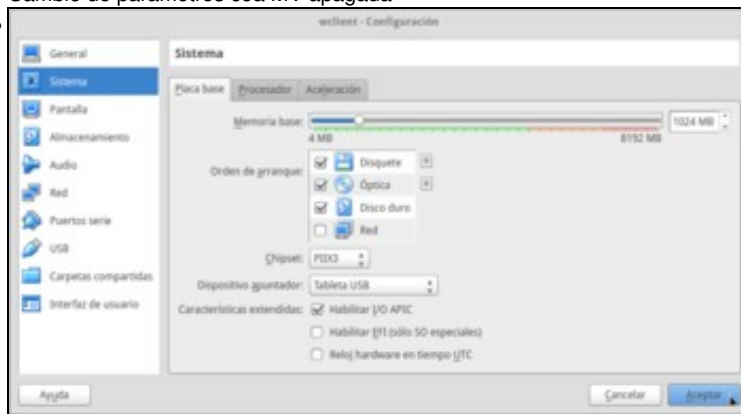 Cambio de parámetros coa MV apagada
wclient - Configuración
General
Sistema
Pantalla
Almacenamiento
Audio
Red
Puertos serie
USB
Carpetas compartidas
Interfaz de usuario
Sistema
Placa base Procesador Aceleración
Memoria base: 1024 MB
4 MB 8192 MB
Orden de arranque:
Disquete
Óptica
Disco duro
Red
Chipset: PIIX3
Dispositivo apuntador: Tableta USB
Características extendidas: Habilitar I/O APIC
Habilitar EFI (sólo SO especiales)
Reloj hardware en tiempo UTC
Ayuda Cancelar Aceptar